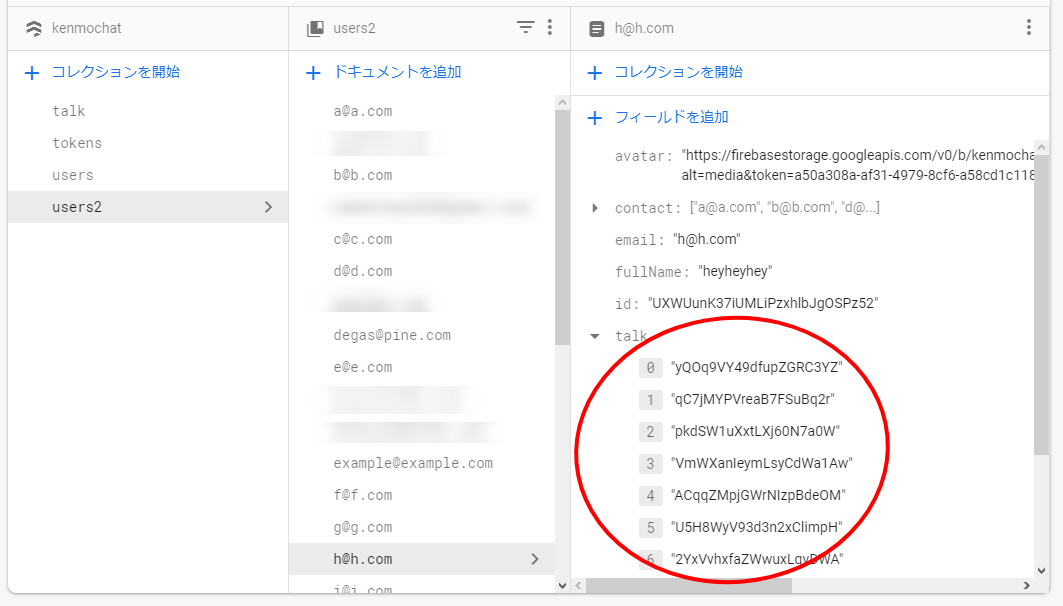 kenmochat
コレクションを開始
talk
tokens
users
users2
users2
ドキュメントを追加
a@a.com
b@b.com
c@c.com
d@d.com
degas@pine.com
e@e.com
example@example.com
f@f.com
g@g.com
h@h.com
i@i.com
h@h.com
コレクションを開始
フィールドを追加
avatar: "https://firebasestorage.googleapis.com/v0/b/kenmocha
alt=media&token=a50a308a-af31-4979-8cf6-a58cd1c118
contact: ["a@a.com", "b@b.com", "d@...]
email: "h@h.com"
fullName: "heyheyhey"
id: "UXWUunK37iUMLiPzxhlbJgOSPz52"
talk
0 "yQOq9VY49dfupZGRC3YZ"
1 "qC7jMYPVreaB7FSuBq2r"
2 "pkdSW1uXxtLXj60N7a0W"
3 "VmWXanIeymLsyCdWa1Aw"
4 "ACqqZMpjGWrNIzpBdeOM"
5 "U5H8WyV93d3n2xClimpH"
6 "2YxVvhxfaZWwuxLqvDWA"